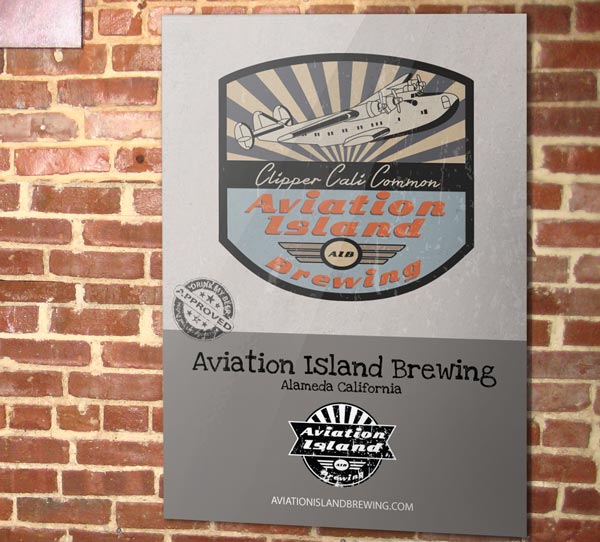 Clipper Cali Common
Aviation
Island
AIB
Brewing
APPROVED
Aviation Island Brewing
Alameda California
Aviation
Island
AIB
Brewing
AVIATIONISLANDBREWING.COM